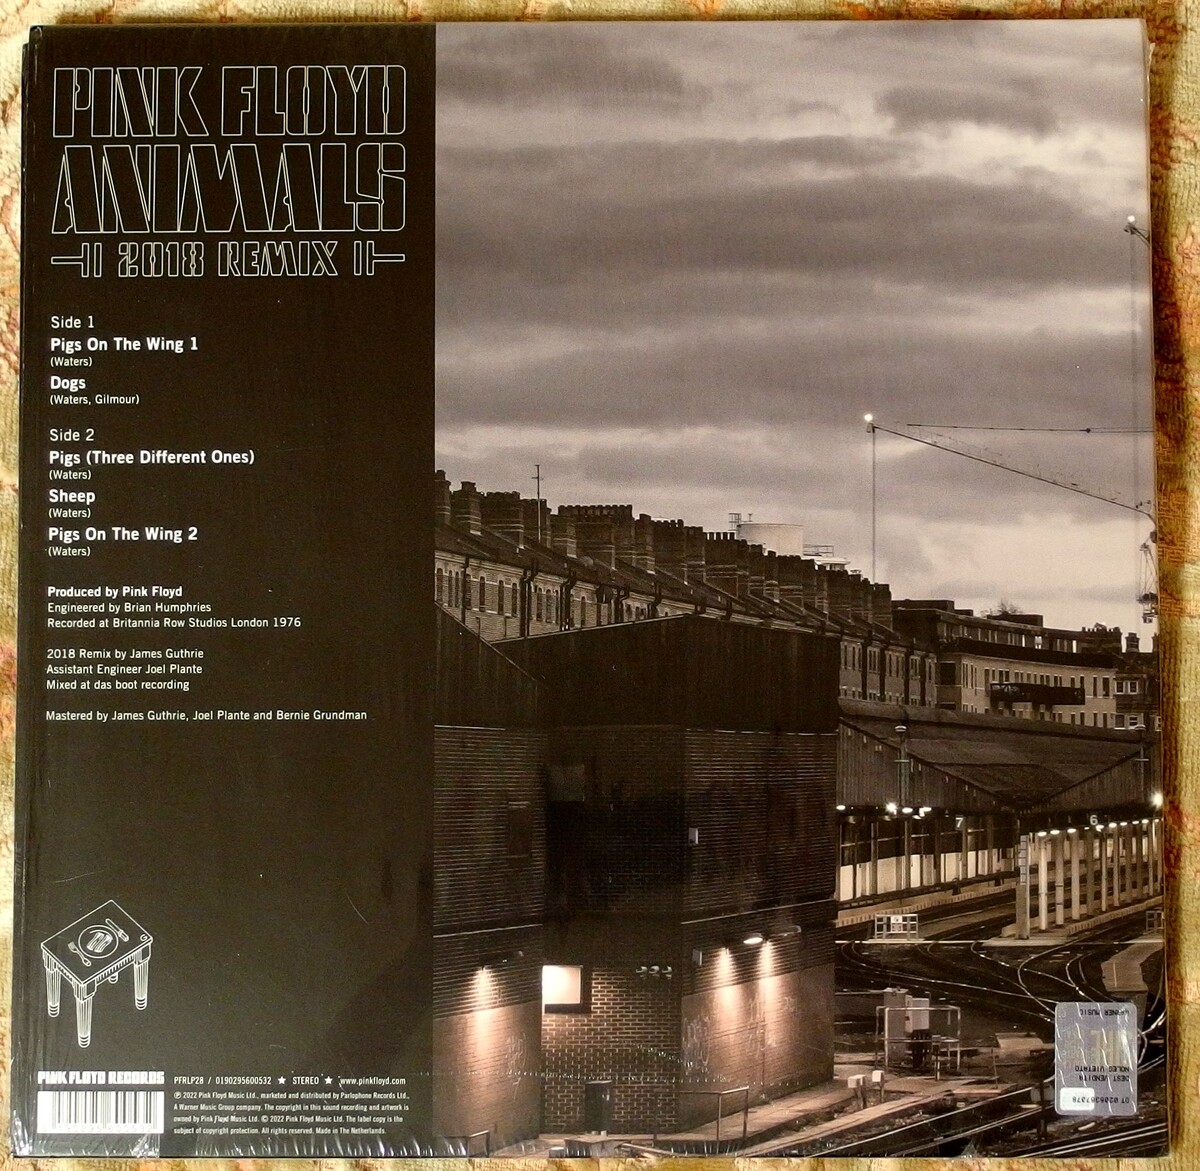 PINK FLOYD
ANIMALS
2018 REMIX
Side 1
Pigs On The Wing 1
(Waters)
Dogs
(Waters, Gilmour)
Side 2
Pigs (Three Different Ones)
(Waters)
Sheep
(Waters)
Pigs On The Wing 2
(Waters)
Produced by Pink Floyd
Engineered by Brian Humphries
Recorded at Britannia Row Studios London 1976
2018 Remix by James Guthrie
Assistant Engineer Joel Plante
Mixed at das boot recording
Mastered by James Guthrie, Joel Plante and Bernie Grundman
7
6
PINK FLOYD RECORDS
PFRLP28 / 0190295600532 ★ STEREO ★ www.pinkfloyd.com
℗ 2022 Pink Floyd Music Ltd., marketed and distributed by Parlophone Records Ltd.,
A Warner Music Group company. The copyright in this sound recording and artwork is
owned by Pink Floyd Music Ltd. © 2022 Pink Floyd Music Ltd. The label copy is the
subject of copyright protection. All rights reserved. Made in The Netherlands.
WARNER MUSIC
NOLEG VIETATO
DEST VENDITA